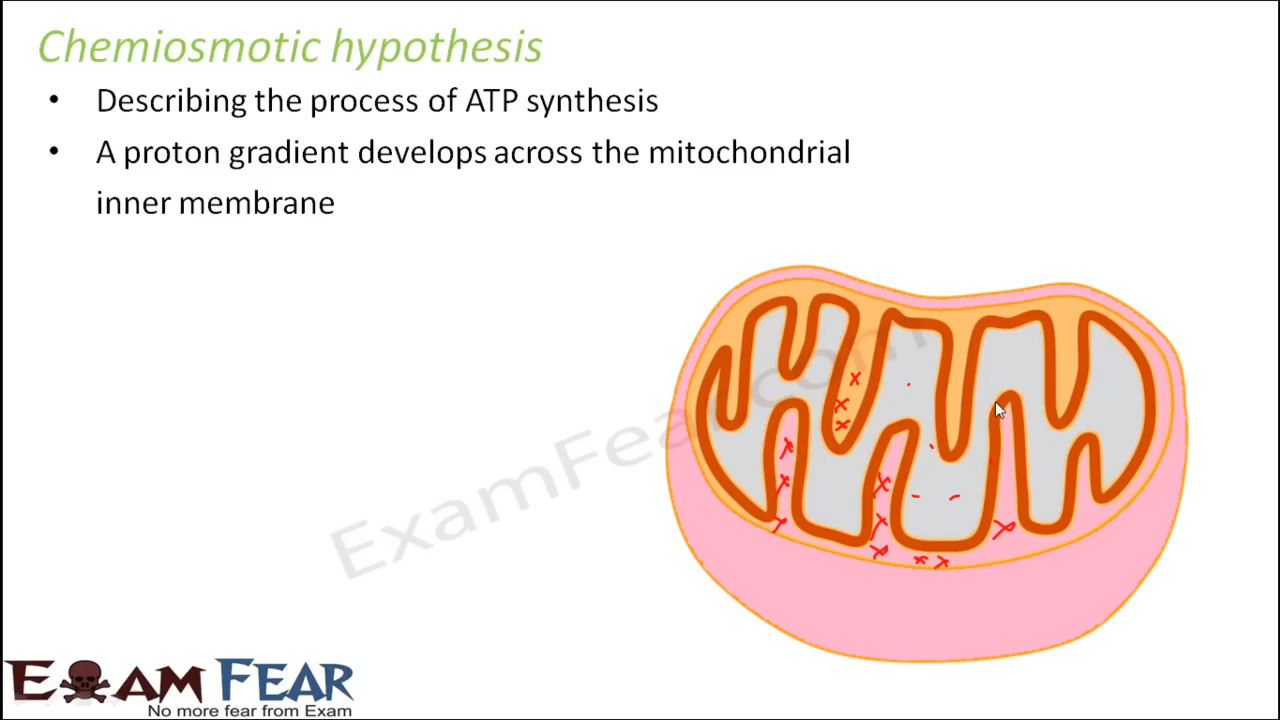 Chemiosmotic hypothesis
• Describing the process of ATP synthesis
• A proton gradient develops across the mitochondrial
inner membrane
ExamFear.com
EXAM FEAR
No more fear from Exam